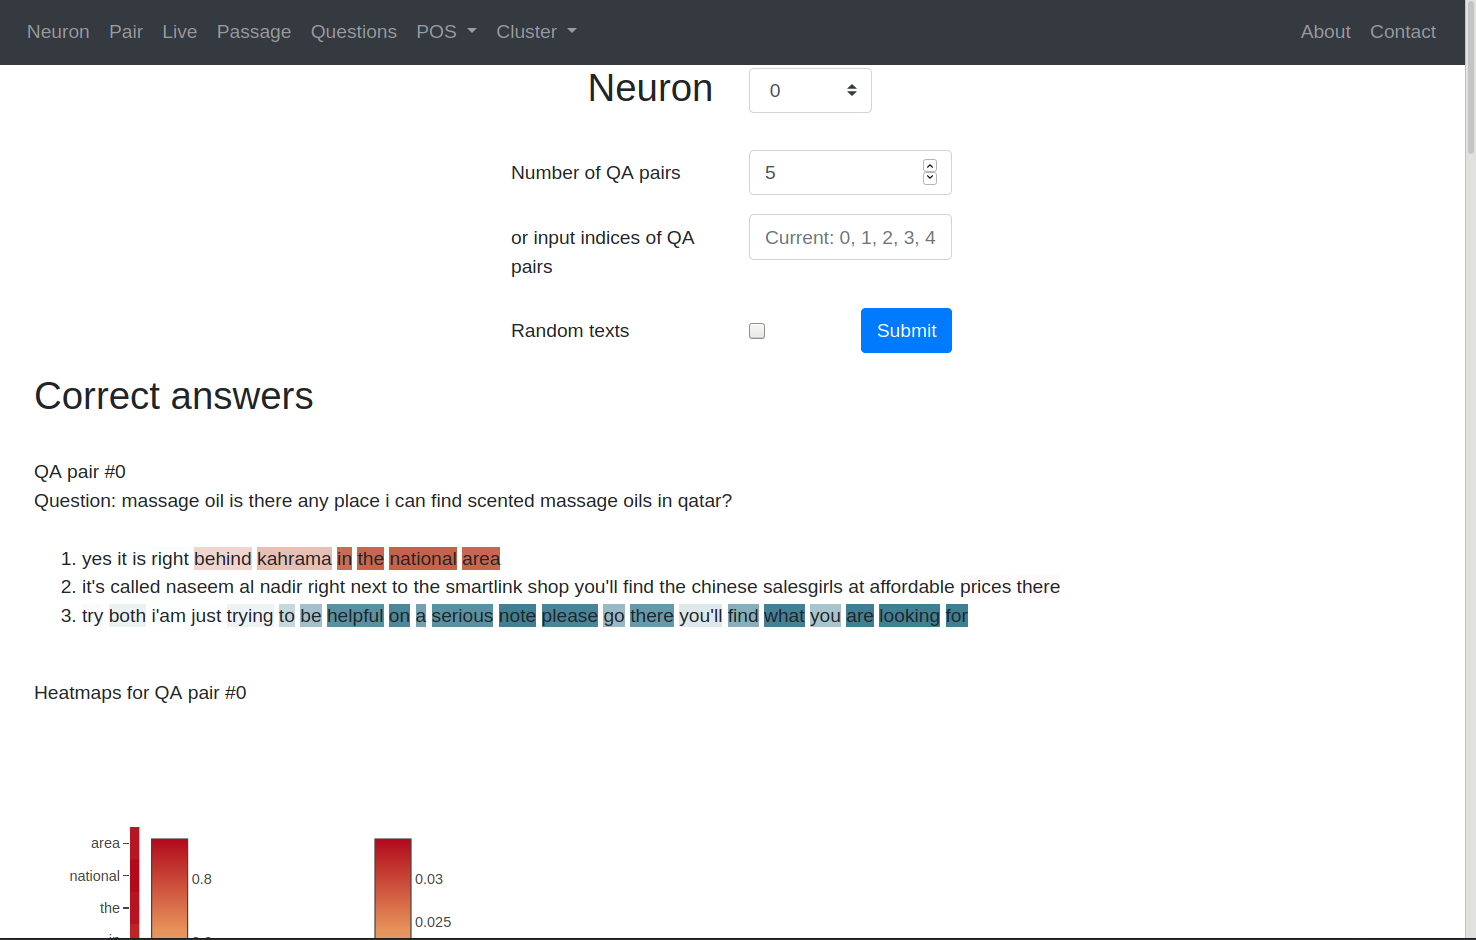 Neuron Pair Live Passage Questions POS Cluster About Contact
Neuron 0
Number of QA pairs 5
or input indices of QA pairs Current: 0, 1, 2, 3, 4
Random texts Submit
Correct answers
QA pair #0
Question: massage oil is there any place i can find scented massage oils in qatar?
1. yes it is right behind kahrama in the national area
2. it's called naseem al nadir right next to the smartlink shop you'll find the chinese salesgirls at affordable prices there
3. try both i'am just trying to be helpful on a serious note please go there you'll find what you are looking for
Heatmaps for QA pair #0
area
national 0.8 0.03
the
0.025